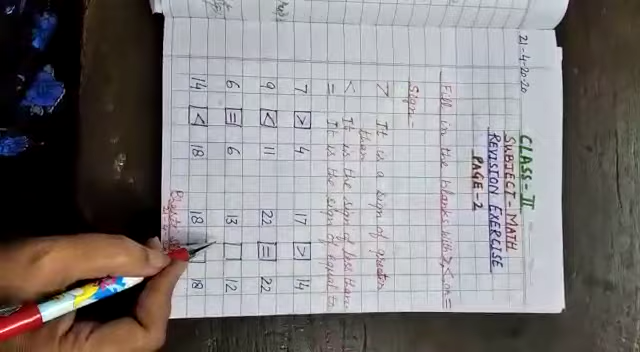 21-4-2020
CLASS-II
SUBJECT-MATH
REVISION EXERCISE
PAGE-2
Fill in the blanks with >, < or =
Sign-
> It is a sign of greater
than
< It is the sign of less than
= It is the sign of equal to
7 > 4 17 > 14
9 < 11 22 = 22
6 = 6 13 12
14 < 18 18 18